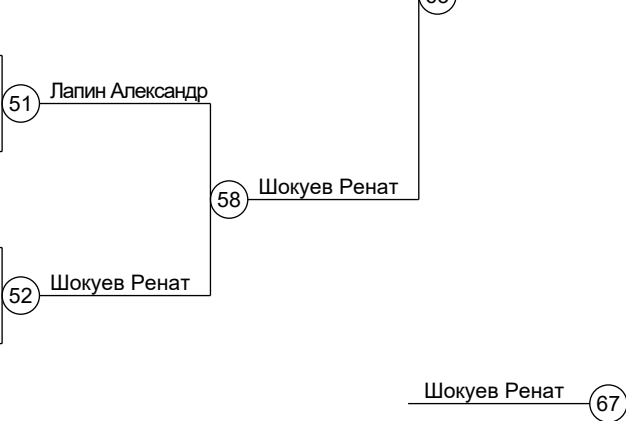 51 Лапин Александр
58 Шокуев Ренат
52 Шокуев Ренат
Шокуев Ренат 67